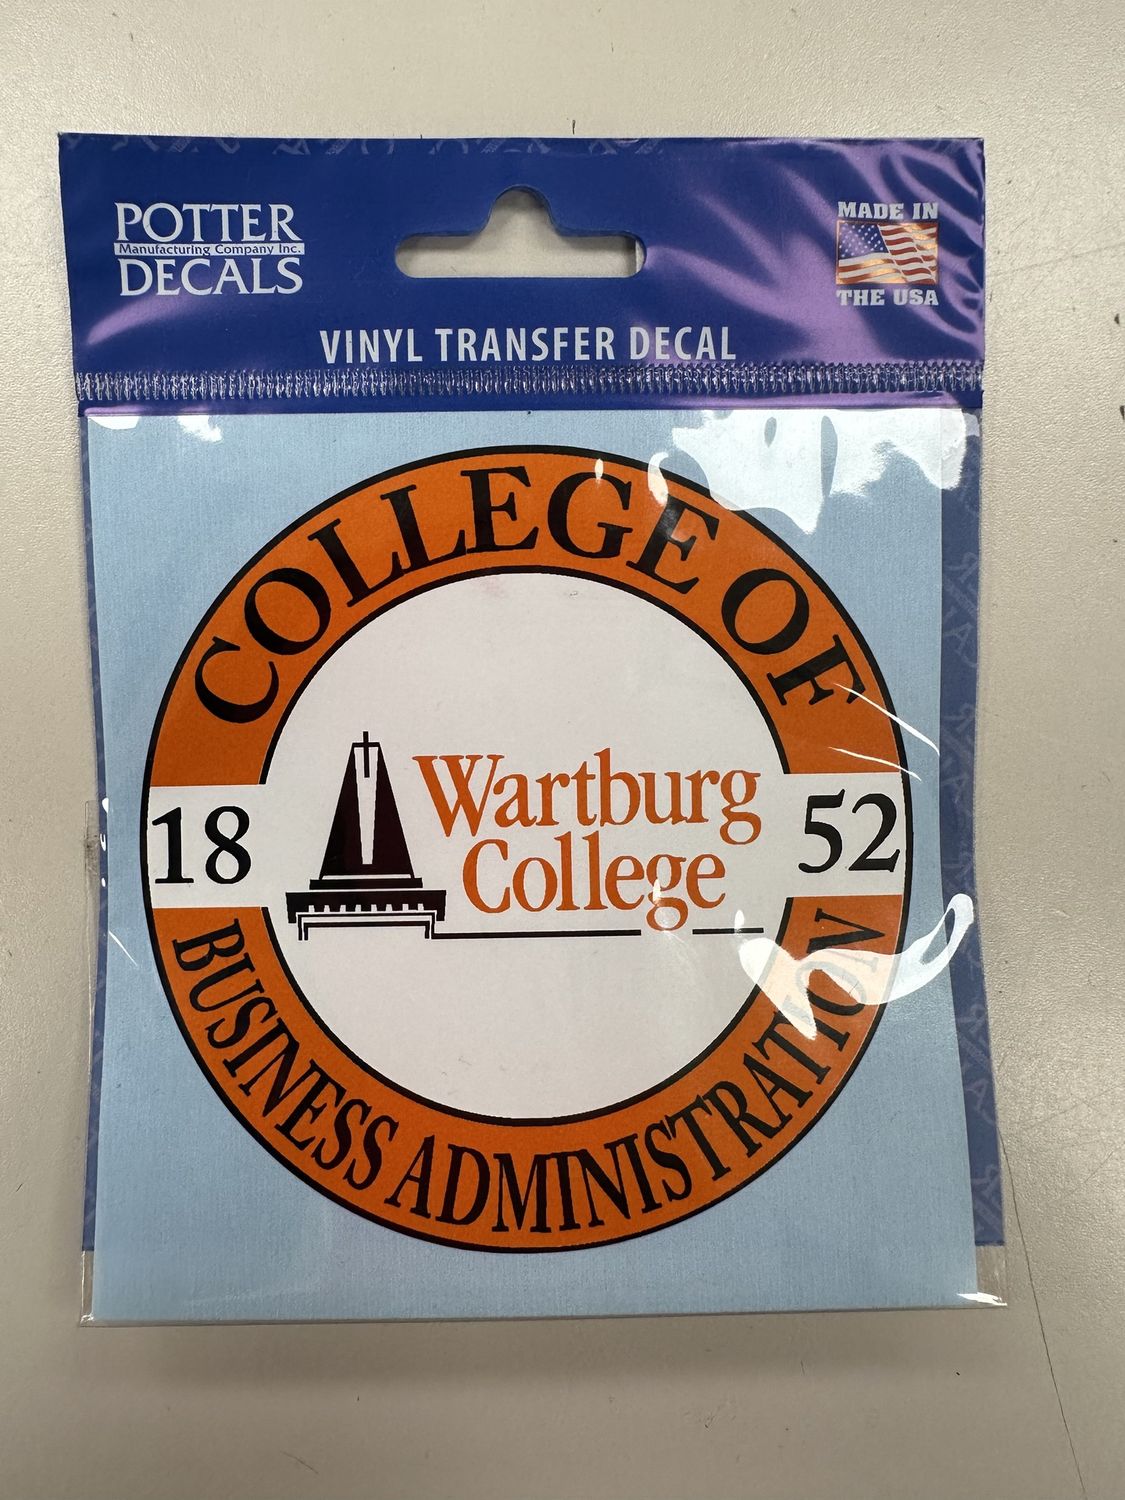 POTTER
Manufacturing Company Inc.
DECALS
MADE IN
THE USA
VINYL TRANSFER DECAL
COLLEGE OF
18
Wartburg
College
52
BUSINESS ADMINISTRATION